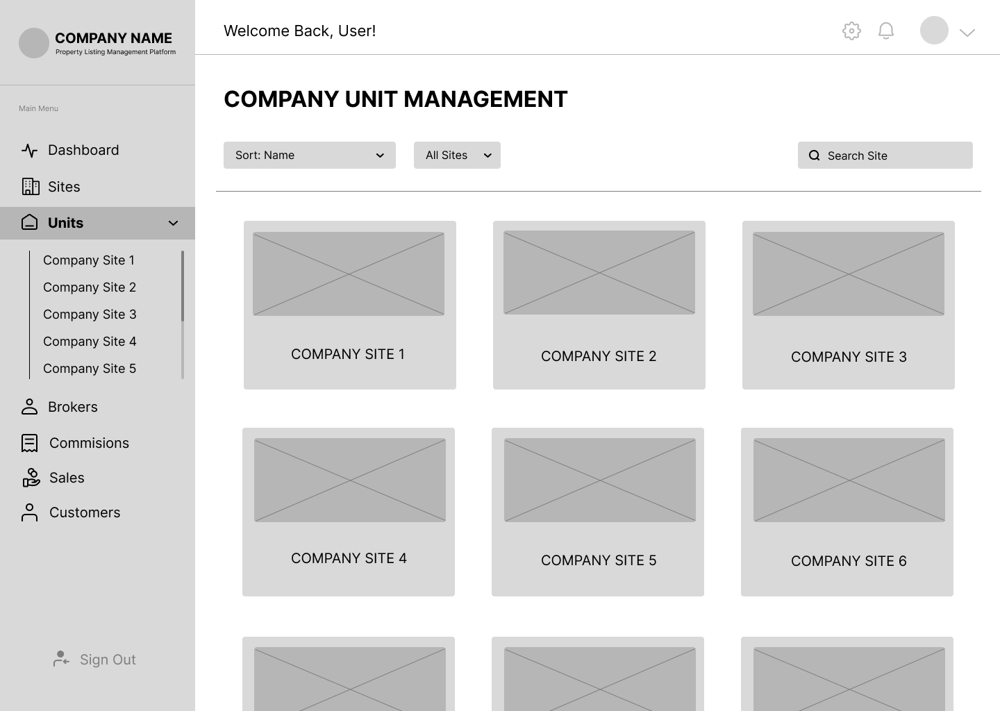 COMPANY NAME
Property Listing Management Platform
Welcome Back, User!
Main Menu
Dashboard
Sites
Units
Company Site 1
Company Site 2
Company Site 3
Company Site 4
Company Site 5
Brokers
Commisions
Sales
Customers
Sign Out
COMPANY UNIT MANAGEMENT
Sort: Name
All Sites
Search Site
COMPANY SITE 1
COMPANY SITE 2
COMPANY SITE 3
COMPANY SITE 4
COMPANY SITE 5
COMPANY SITE 6